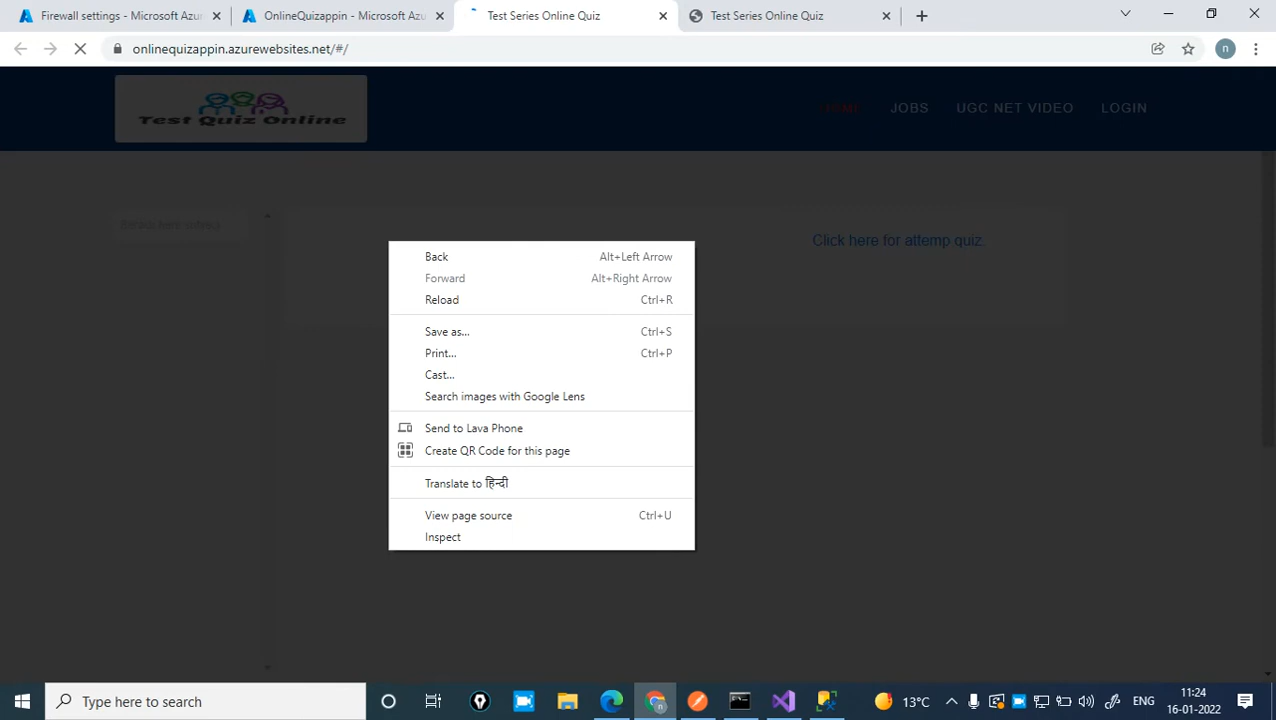 Firewall settings - Microsoft Azur
OnlineQuizappin - Microsoft Azu
Test Series Online Quiz
Test Series Online Quiz
onlinequizappin.azurewebsites.net/#/
n
Test Quiz Online
HOME
JOBS
UGC NET VIDEO
LOGIN
Click here for attemp quiz.
Back Alt+Left Arrow
Forward Alt+Right Arrow
Reload Ctrl+R
Save as... Ctrl+S
Print... Ctrl+P
Cast...
Search images with Google Lens
Send to Lava Phone
Create QR Code for this page
Translate to हिन्दी
View page source Ctrl+U
Inspect
Type here to search
n
13°C
ENG
11:24
16-01-2022